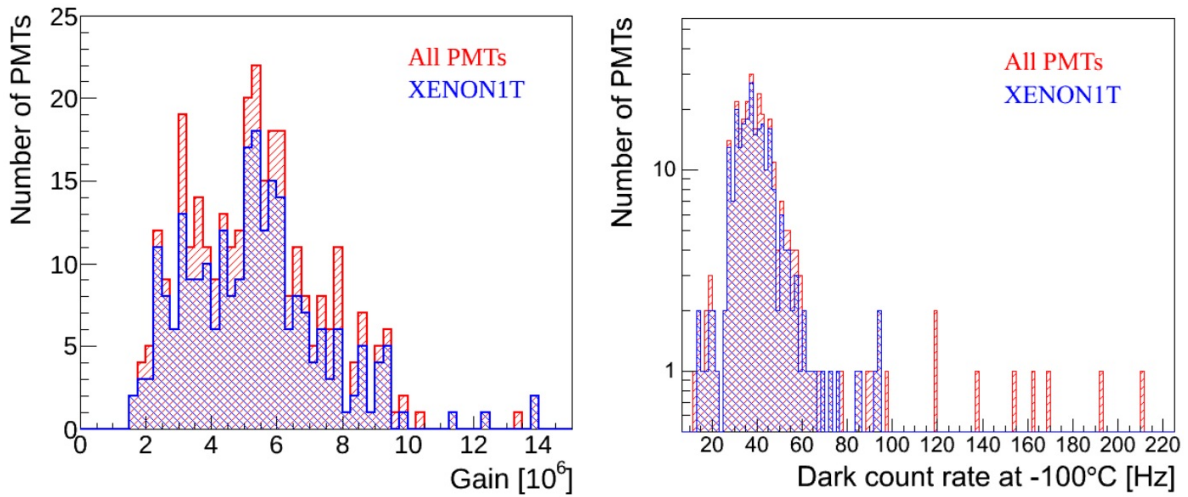 Number of PMTs
25
20
15
10
5
0
0 2 4 6 8 10 12 14
Gain [10⁶]
All PMTs
XENON1T
Number of PMTs
10
1
20 40 60 80 100 120 140 160 180 200 220
Dark count rate at -100°C [Hz]
All PMTs
XENON1T